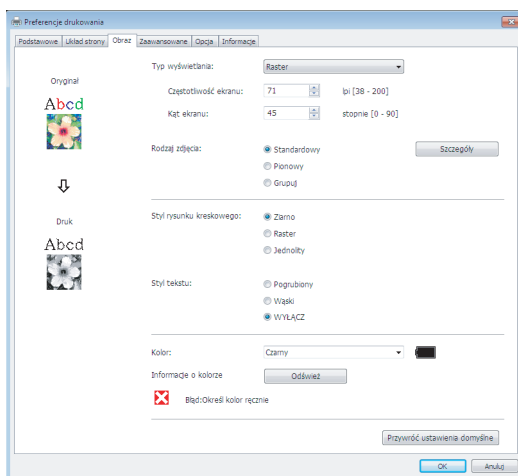 Preferencje drukowania
Podstawowe Układ strony Obraz Zaawansowane Opcja Informacje
Oryginał
Abcd
Druk
Abcd
Typ wyświetlania: Raster
Częstotliwość ekranu: 71 lpi [38 - 200]
Kąt ekranu: 45 stopnie [0 - 90]
Rodzaj zdjęcia: Standardowy Szczegóły
Pionowy
Grupuj
Styl rysunku kreskowego: Ziarno
Raster
Jednolity
Styl tekstu: Pogrubiony
Wąski
WYŁĄCZ
Kolor: Czarny
Informacje o kolorze Odśwież
Błąd:Określ kolor ręcznie
Przywróć ustawienia domyślne
OK Anuluj